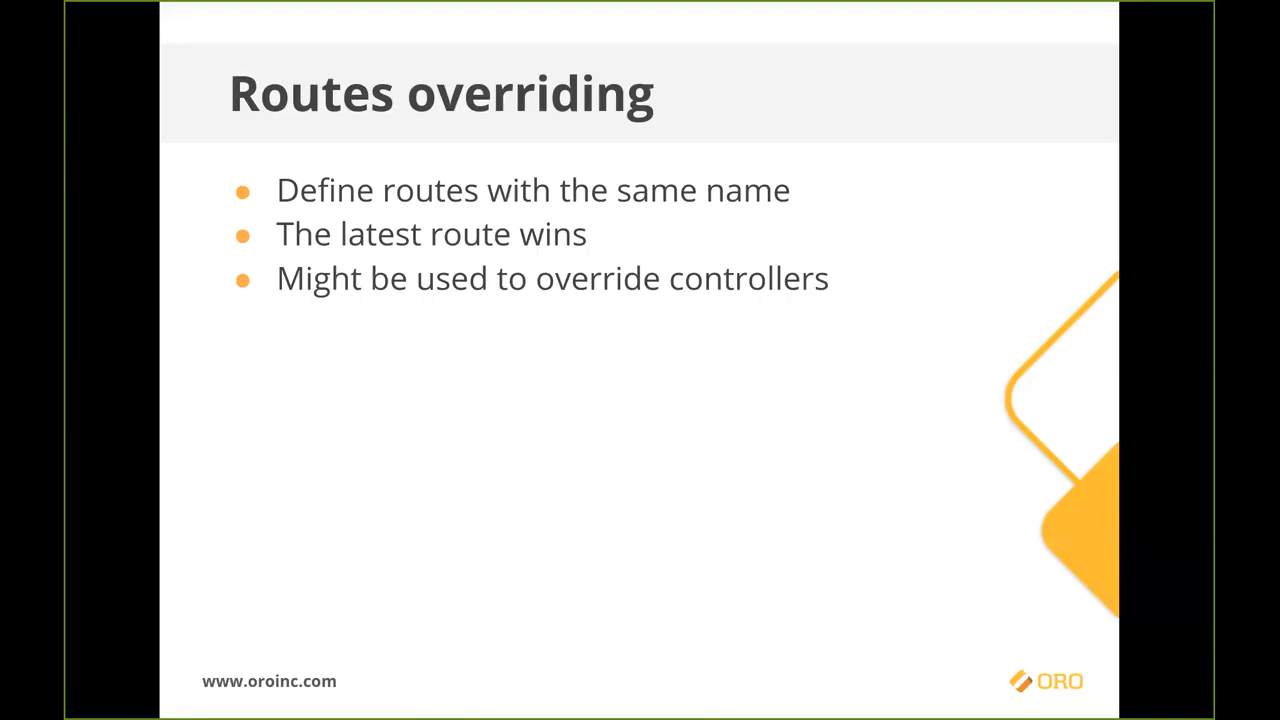 Routes overriding
Define routes with the same name
The latest route wins
Might be used to override controllers
www.oroinc.com
ORO